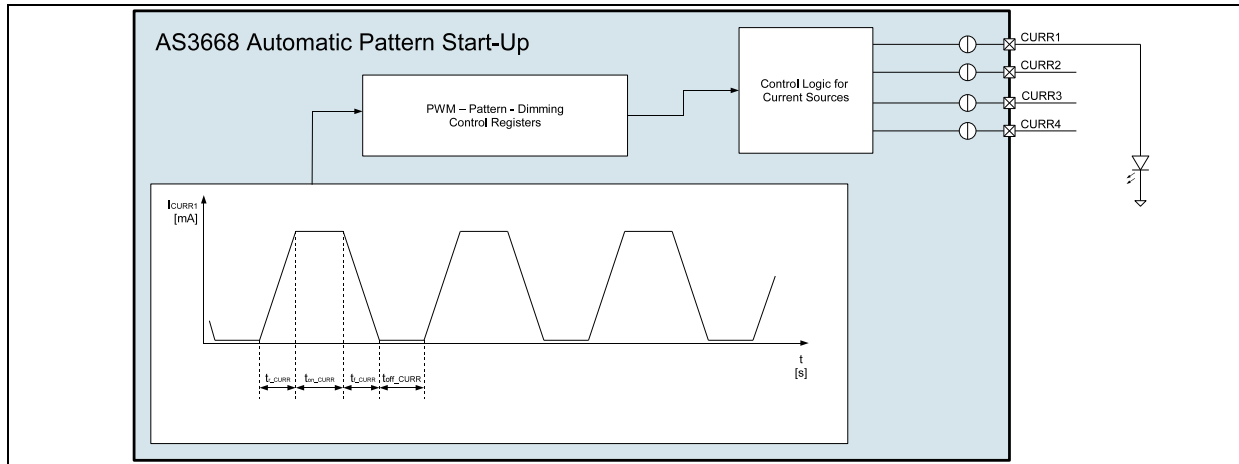 AS3668 Automatic Pattern Start-Up
PWM – Pattern - Dimming
Control Registers
Control Logic for
Current Sources
CURR1
CURR2
CURR3
CURR4
ICURR1
[mA]
tr_CURR
ton_CURR
tf_CURR
toff_CURR
t
[s]